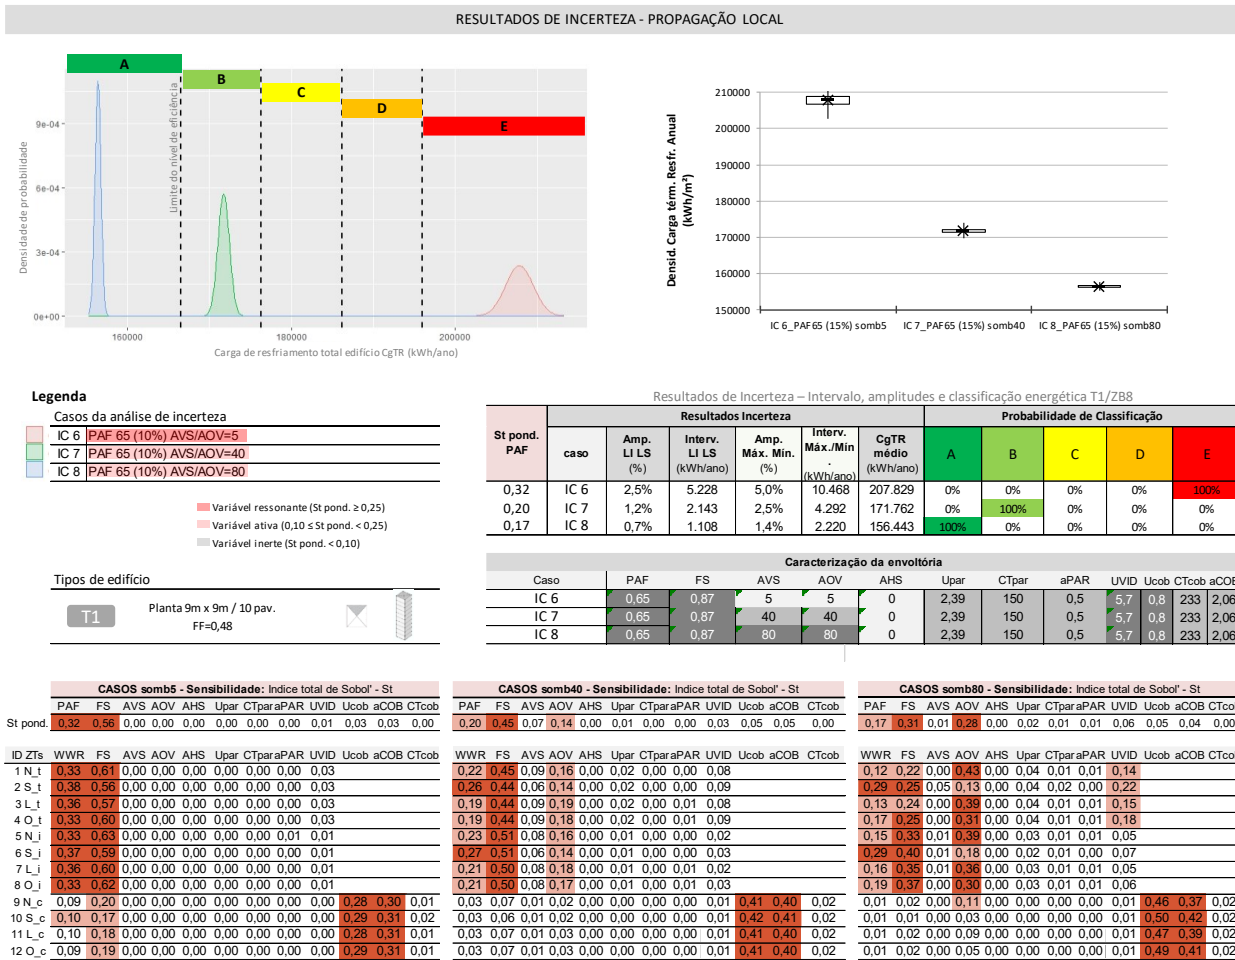 RESULTADOS DE INCERTEZA - PROPAGAÇÃO LOCAL
A
B
C
D
E
Limite do nível de eficiência
Densidade de probabilidade
9e-04
6e-04
3e-04
0e+00
160000 180000 200000
Carga de resfriamento total edifício CgTR (kWh/ano)
Densid. Carga térm. Resfr. Anual
(kWh/m²)
210000
200000
190000
180000
170000
160000
150000
IC 6_PAF65 (15%) somb5 IC 7_PAF65 (15%) somb40 IC 8_PAF65 (15%) somb80
Legenda
Casos da análise de incerteza
IC 6 PAF 65 (10%) AVS/AOV=5
IC 7 PAF 65 (10%) AVS/AOV=40
IC 8 PAF 65 (10%) AVS/AOV=80
Variável ressonante (St pond. ≥ 0,25)
Variável ativa (0,10 ≤ St pond. < 0,25)
Variável inerte (St pond. < 0,10)
Tipos de edifício
T1
Planta 9m x 9m / 10 pav.
FF=0,48
Resultados de Incerteza – Intervalo, amplitudes e classificação energética T1/ZB8
St pond. PAF
Resultados Incerteza Probabilidade de Classificação
caso Amp. LI LS (%) Interv. LI LS (kWh/ano) Amp. Máx. Mín. (%) Interv. Máx./Mín . (kWh/ano) CgTR médio (kWh/ano) A B C D E
0,32 IC 6 2,5% 5.228 5,0% 10.468 207.829 0% 0% 0% 0% 100%
0,20 IC 7 1,2% 2.143 2,5% 4.292 171.762 0% 100% 0% 0% 0%
0,17 IC 8 0,7% 1.108 1,4% 2.220 156.443 100% 0% 0% 0% 0%
Caracterização da envoltória
Caso PAF FS AVS AOV AHS Upar CTpar aPAR UVID Ucob CTcob aCOB
IC 6 0,65 0,87 5 5 0 2,39 150 0,5 5,7 0,8 233 2,06
IC 7 0,65 0,87 40 40 0 2,39 150 0,5 5,7 0,8 233 2,06
IC 8 0,65 0,87 80 80 0 2,39 150 0,5 5,7 0,8 233 2,06
CASOS somb5 - Sensibilidade: Indice total de Sobol' - St
PAF FS AVS AOV AHS Upar CTpar aPAR UVID Ucob aCOB CTcob
St pond. 0,32 0,56 0,00 0,00 0,00 0,00 0,00 0,00 0,01 0,03 0,03 0,00
ID ZTs WWR FS AVS AOV AHS Upar CTpar aPAR UVID Ucob aCOB CTcob
1 N_t 0,33 0,61 0,00 0,00 0,00 0,00 0,00 0,00 0,03
2 S_t 0,38 0,56 0,00 0,00 0,00 0,00 0,00 0,00 0,03
3 L_t 0,36 0,57 0,00 0,00 0,00 0,00 0,00 0,00 0,03
4 O_t 0,33 0,60 0,00 0,00 0,00 0,00 0,00 0,00 0,03
5 N_i 0,33 0,63 0,00 0,00 0,00 0,00 0,00 0,01 0,01
6 S_i 0,37 0,59 0,00 0,00 0,00 0,00 0,00 0,00 0,01
7 L_i 0,36 0,60 0,00 0,00 0,00 0,00 0,00 0,00 0,01
8 O_i 0,33 0,62 0,00 0,00 0,00 0,00 0,00 0,00 0,01
9 N_c 0,09 0,20 0,00 0,00 0,00 0,00 0,00 0,00 0,00 0,28 0,30 0,01
10 S_c 0,10 0,17 0,00 0,00 0,00 0,00 0,00 0,00 0,00 0,29 0,31 0,02
11 L_c 0,10 0,18 0,00 0,00 0,00 0,00 0,00 0,00 0,00 0,28 0,31 0,01
12 O_c 0,09 0,19 0,00 0,00 0,00 0,00 0,00 0,00 0,00 0,29 0,31 0,01
CASOS somb40 - Sensibilidade: Indice total de Sobol' - St
PAF FS AVS AOV AHS Upar CTpar aPAR UVID Ucob aCOB CTcob
0,20 0,45 0,07 0,14 0,00 0,01 0,00 0,00 0,03 0,05 0,05 0,00
WWR FS AVS AOV AHS Upar CTpar aPAR UVID Ucob aCOB CTcob
0,22 0,45 0,09 0,16 0,00 0,02 0,00 0,00 0,08
0,26 0,44 0,06 0,14 0,00 0,02 0,00 0,00 0,09
0,19 0,44 0,09 0,19 0,00 0,02 0,00 0,01 0,08
0,19 0,44 0,09 0,18 0,00 0,02 0,00 0,01 0,09
0,23 0,51 0,08 0,16 0,00 0,01 0,00 0,00 0,02
0,27 0,51 0,06 0,14 0,00 0,01 0,00 0,00 0,03
0,21 0,50 0,08 0,18 0,00 0,01 0,00 0,01 0,02
0,21 0,50 0,08 0,17 0,00 0,01 0,00 0,01 0,03
0,03 0,07 0,01 0,02 0,00 0,00 0,00 0,00 0,01 0,41 0,40 0,02
0,03 0,06 0,01 0,02 0,00 0,00 0,00 0,00 0,01 0,42 0,41 0,02
0,03 0,07 0,01 0,03 0,00 0,00 0,00 0,00 0,01 0,41 0,40 0,02
0,03 0,07 0,01 0,03 0,00 0,00 0,00 0,00 0,01 0,41 0,40 0,02
CASOS somb80 - Sensibilidade: Indice total de Sobol' - St
PAF FS AVS AOV AHS Upar CTpar aPAR UVID Ucob aCOB CTcob
0,17 0,31 0,01 0,28 0,00 0,03 0,01 0,01 0,06 0,05 0,04 0,00
WWR FS AVS AOV AHS Upar CTpar aPAR UVID Ucob aCOB CTcob
0,12 0,22 0,00 0,43 0,00 0,04 0,01 0,01 0,14
0,29 0,25 0,05 0,13 0,00 0,04 0,02 0,00 0,22
0,13 0,24 0,00 0,39 0,00 0,04 0,01 0,01 0,15
0,17 0,25 0,00 0,31 0,00 0,04 0,01 0,01 0,18
0,15 0,33 0,01 0,39 0,00 0,03 0,01 0,01 0,05
0,29 0,40 0,01 0,18 0,00 0,02 0,01 0,00 0,07
0,16 0,35 0,01 0,36 0,00 0,03 0,00 0,01 0,05
0,19 0,37 0,00 0,30 0,00 0,03 0,01 0,01 0,06
0,01 0,02 0,00 0,11 0,00 0,00 0,00 0,00 0,01 0,46 0,37 0,02
0,01 0,01 0,00 0,03 0,00 0,00 0,00 0,00 0,01 0,50 0,42 0,02
0,01 0,02 0,00 0,09 0,00 0,00 0,00 0,00 0,01 0,47 0,39 0,02
0,01 0,02 0,00 0,05 0,00 0,00 0,00 0,00 0,01 0,49 0,41 0,02